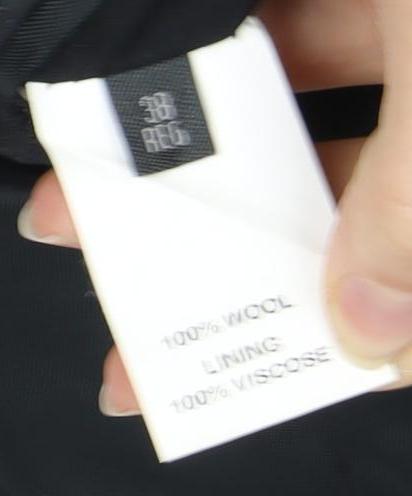 38
REG
100% WOOL
LINING:
100% VISCOSE